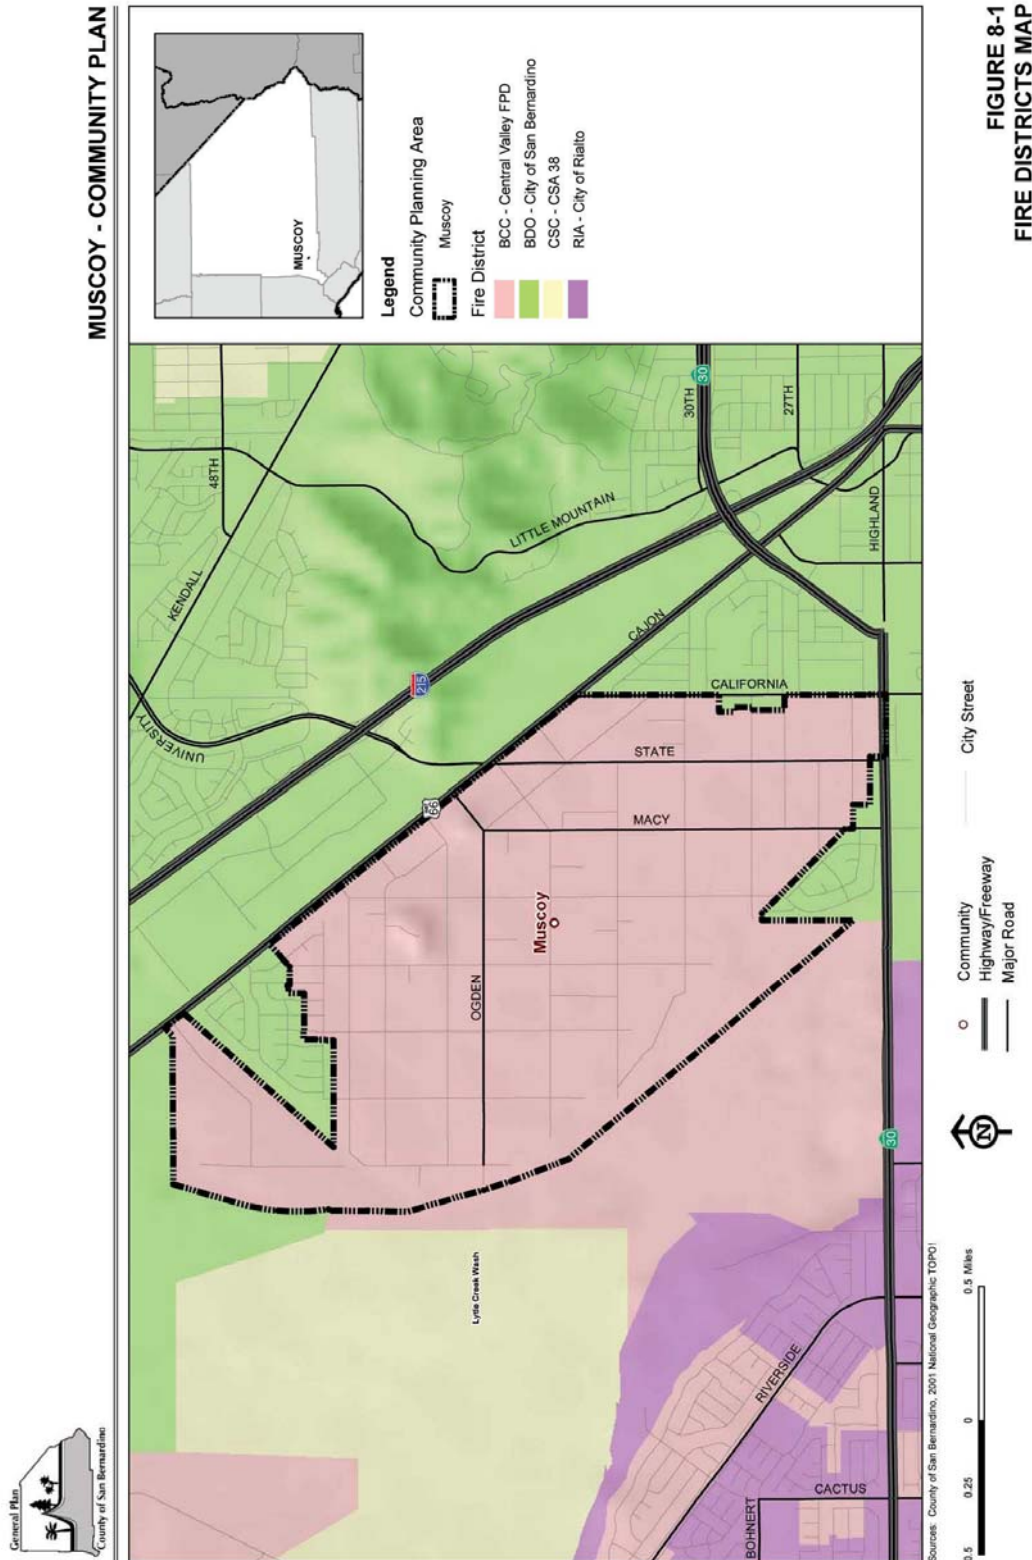 General Plan
County of San Bernardino
MUSCOY - COMMUNITY PLAN
MUSCOY
Legend
Community Planning Area
Muscoy
Fire District
BCC - Central Valley FPD
BDO - City of San Bernardino
CSC - CSA 38
RIA - City of Rialto
48TH
KENDALL
UNIVERSITY
215
LITTLE MOUNTAIN
30TH
30
27TH
HIGHLAND
CAJON
CALIFORNIA
STATE
MACY
66
OGDEN
Muscoy
Lytle Creek Wash
30
RIVERSIDE
CACTUS
BOHNERT
Sources: County of San Bernardino, 2001 National Geographic TOPO!
0.5 0.25 0 0.5 Miles
N
Community
Highway/Freeway
Major Road
City Street
FIGURE 8-1
FIRE DISTRICTS MAP